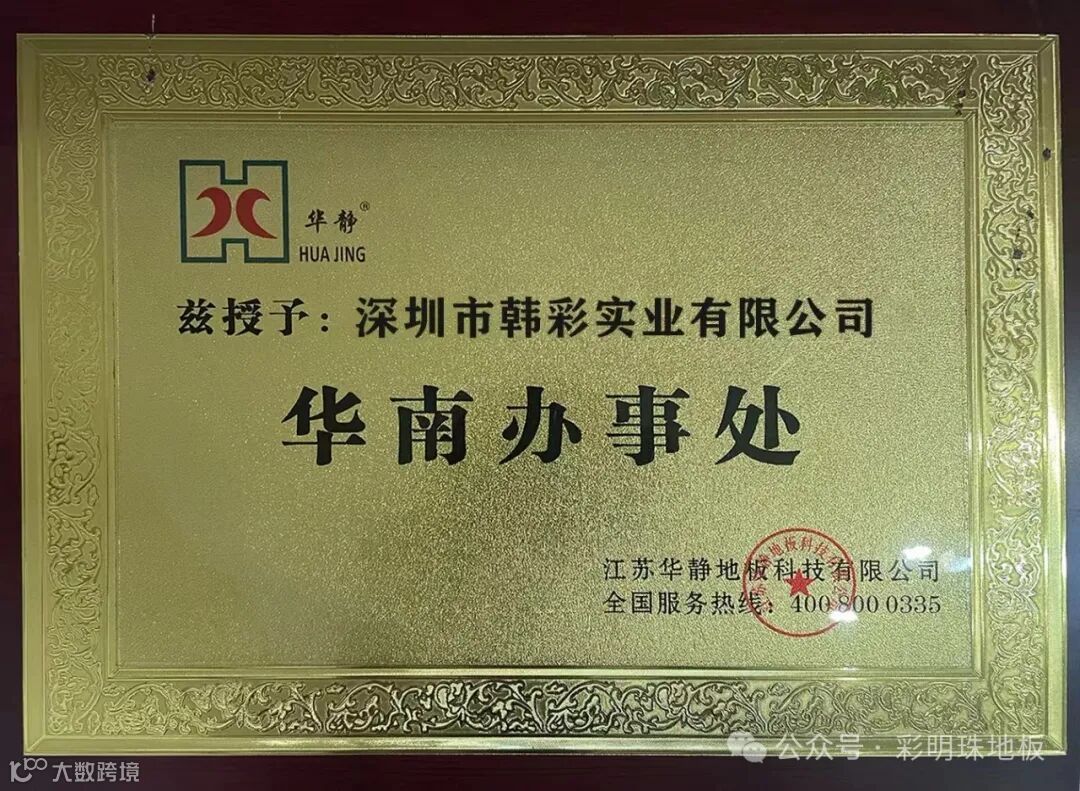 华静®
HUA JING
兹授予：深圳市韩彩实业有限公司
华南办事处
江苏华静地板科技有限公司
全国服务热线：400 800 0335
公众号·彩明珠地板
大数跨境